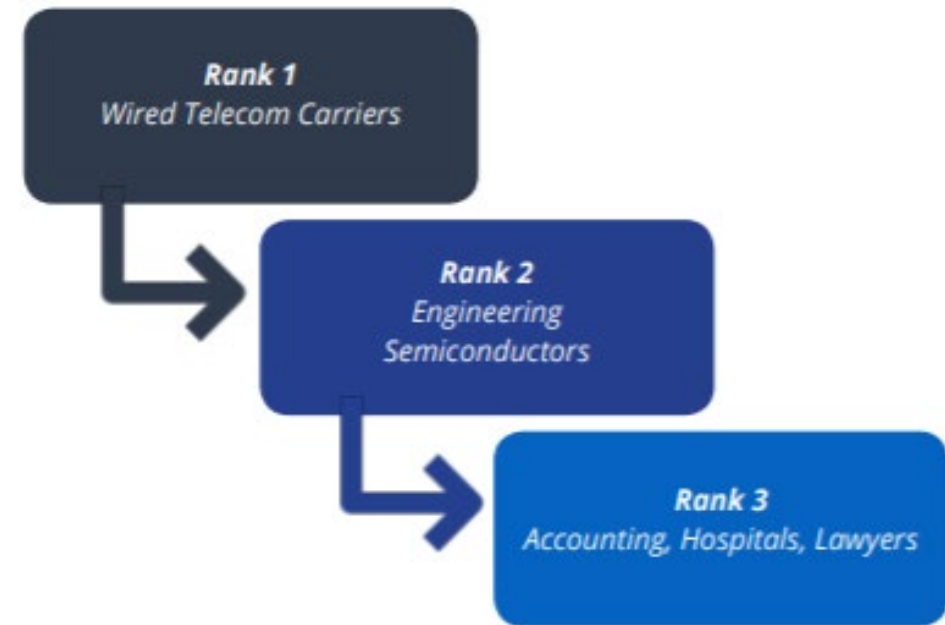 Rank 1
Wired Telecom Carriers
Rank 2
Engineering
Semiconductors
Rank 3
Accounting, Hospitals, Lawyers